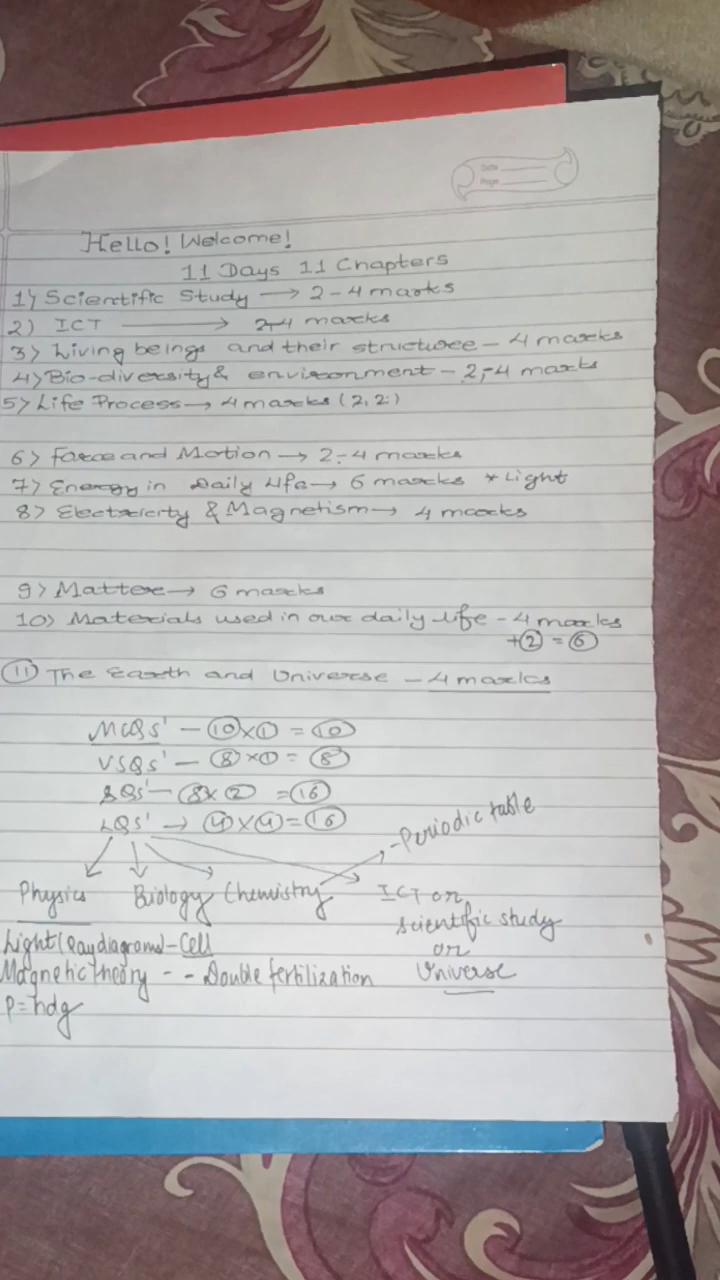 Date
Page
Hello! Welcome!
11 Days 11 Chapters
1) Scientific Study → 2-4 marks
2) ICT → 2-4 marks
3) Living beings and their structure - 4 marks
4) Bio-diversity & environment - 2,-4 marks
5) Life Process → 4 marks (2,2)
6) Force and Motion → 2-4 marks
7) Energy in Daily Life → 6 marks * Light
8) Electricity & Magnetism → 4 marks
9) Matter → 6 marks
10) Materials used in our daily life - 4 marks
+2 = 6
11 The Earth and Universe - 4 marks
MCQS' - 10 x 1 = 10
VSQS' - 8 x 1 = 8
SQS' - 8 x 2 = 16
LQS' → 4 x 4 = 16
- Periodic table
Physics Biology Chemistry ICT or
scientific study
Light (Ray diagram) - Cell or
Magnetic theory - - Double fertilization Universe
P = hdg